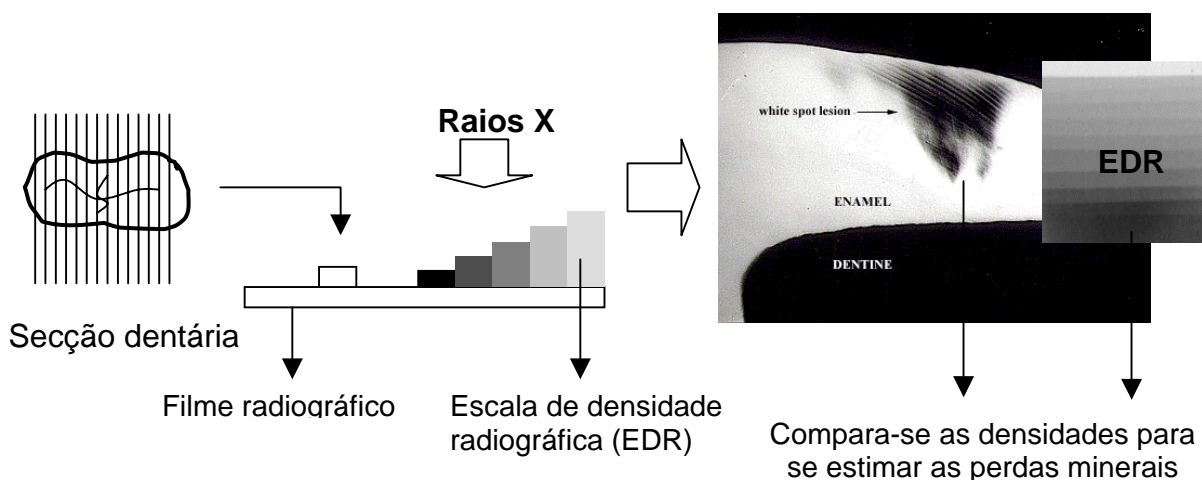 Secção dentária
Raios X
Filme radiográfico
Escala de densidade
radiográfica (EDR)
white spot lesion
ENAMEL
DENTINE
EDR
Compara-se as densidades para
se estimar as perdas minerais